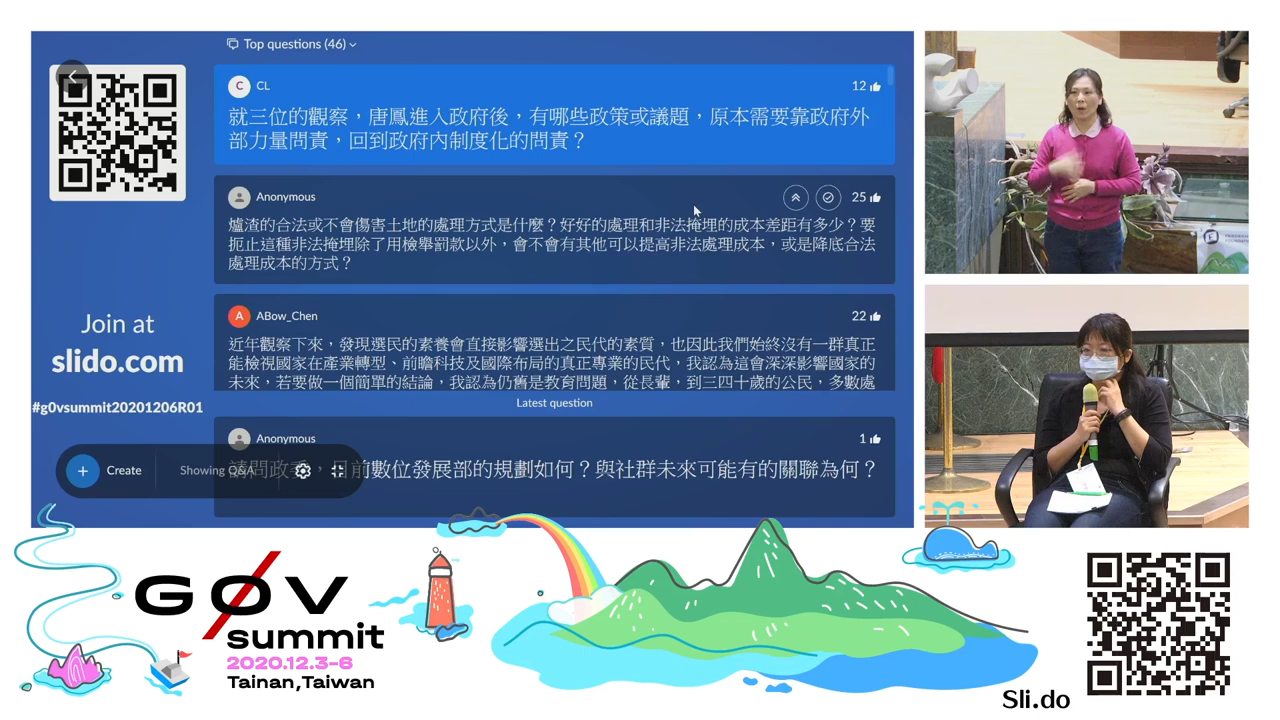 Top questions (46)
C
CL
12
就三位的觀察，唐鳳進入政府後，有哪些政策或議題，原本需要靠政府外
部力量問責，回到政府內制度化的問責？
Anonymous
25
爐渣的合法或不會傷害土地的處理方式是什麼？好好的處理和非法掩埋的成本差距有多少？要
扼止這種非法掩埋除了用檢舉罰款以外，會不會有其他可以提高非法處理成本，或是降底合法
處理成本的方式？
A
ABow_Chen
22
近年觀察下來，發現選民的素養會直接影響選出之民代的素質，也因此我們始終沒有一群真正
能檢視國家在產業轉型、前瞻科技及國際布局的真正專業的民代，我認為這會深深影響國家的
未來，若要做一個簡單的結論，我認為仍舊是教育問題，從長輩，到三四十歲的公民，多數處
Latest question
Anonymous
1
請問政委，目前數位發展部的規劃如何？與社群未來可能有的關聯為何？
Join at
slido.com
#g0vsummit20201206R01
Create
Showing Q&A
G0V
summit
2020.12.3-6
Tainan,Taiwan
Sli.do